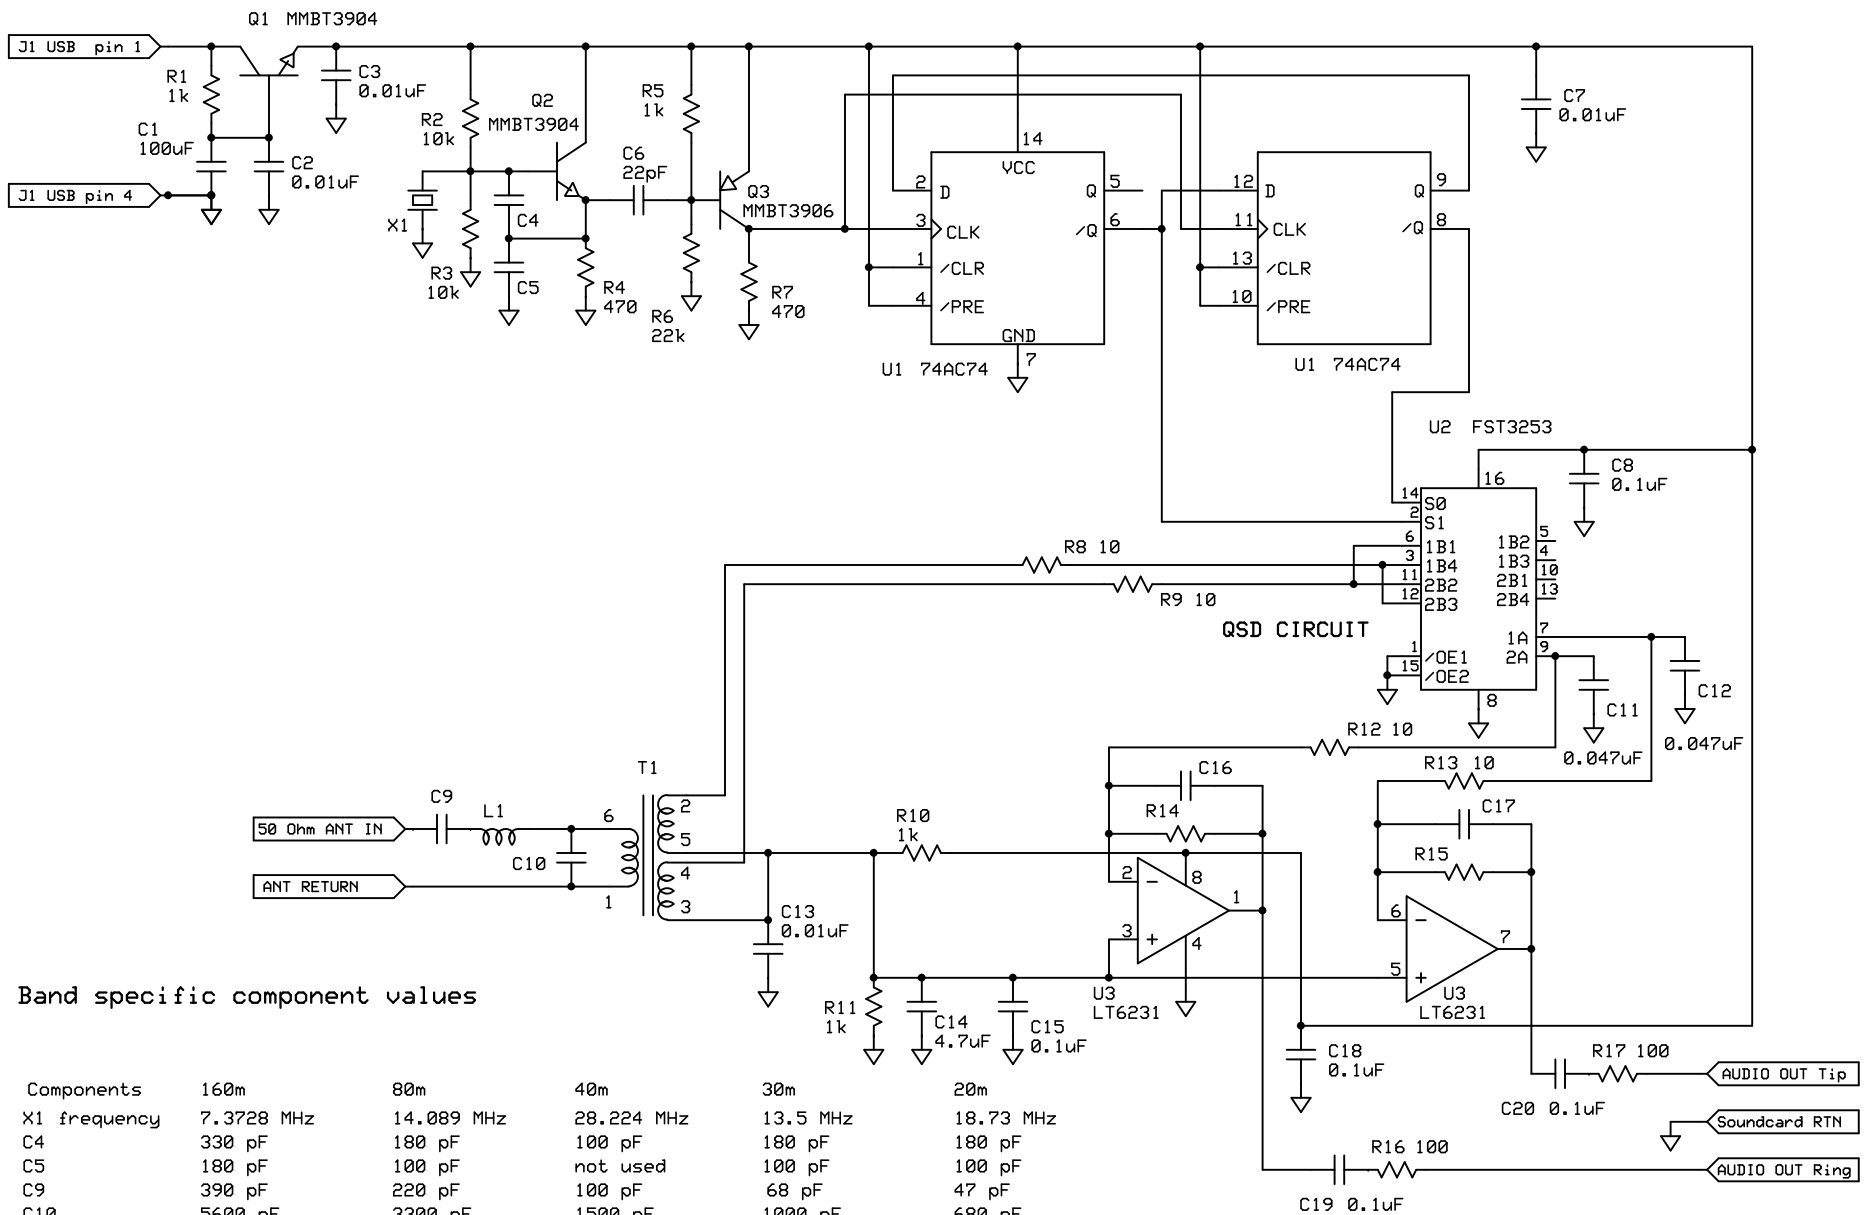 Q1 MMBT3904
J1 USB pin 1
R1
1k
C3
0.01uF
C1
100uF
C2
0.01uF
J1 USB pin 4
R2
10k
Q2
MMBT3904
X1
C4
R3
10k
C5
R4
470
C6
22pF
R5
1k
Q3
MMBT3906
R6
22k
R7
470
14
VCC
2 D
Q 5
/Q 6
3 CLK
1 /CLR
4 /PRE
GND
7
U1 74AC74
12 D
Q 9
11 CLK
/Q 8
13 /CLR
10 /PRE
U1 74AC74
C7
0.01uF
U2 FST3253
16
C8
0.1uF
14 S0
2 S1
6 1B1
3 1B4
11 2B2
12 2B3
1B2 5
1B3 4
2B1 10
2B4 13
1A 7
2A 9
1 /OE1
15 /OE2
8
R8 10
R9 10
QSD CIRCUIT
C12
0.047uF
C11
0.047uF
R12 10
R13 10
T1
C9
L1
50 Ohm ANT IN
C10
ANT RETURN
6
1
2
5
4
3
C13
0.01uF
R10
1k
R11
1k
C14
4.7uF
C15
0.1uF
C16
R14
2 -
3 +
8
4
1
U3
LT6231
C17
R15
6 -
5 +
7
U3
LT6231
C18
0.1uF
R17 100
AUDIO OUT Tip
C20 0.1uF
Soundcard RTN
R16 100
AUDIO OUT Ring
C19 0.1uF
Band specific component values
Components 160m 80m 40m 30m 20m
X1 frequency 7.3728 MHz 14.089 MHz 28.224 MHz 13.5 MHz 18.73 MHz
C4 330 pF 180 pF 100 pF 180 pF 180 pF
C5 180 pF 100 pF not used 100 pF 100 pF
C9 390 pF 220 pF 100 pF 68 pF 47 pF
C10 5600 pF 3300 pF 1500 pF 1000 pF 680 pF